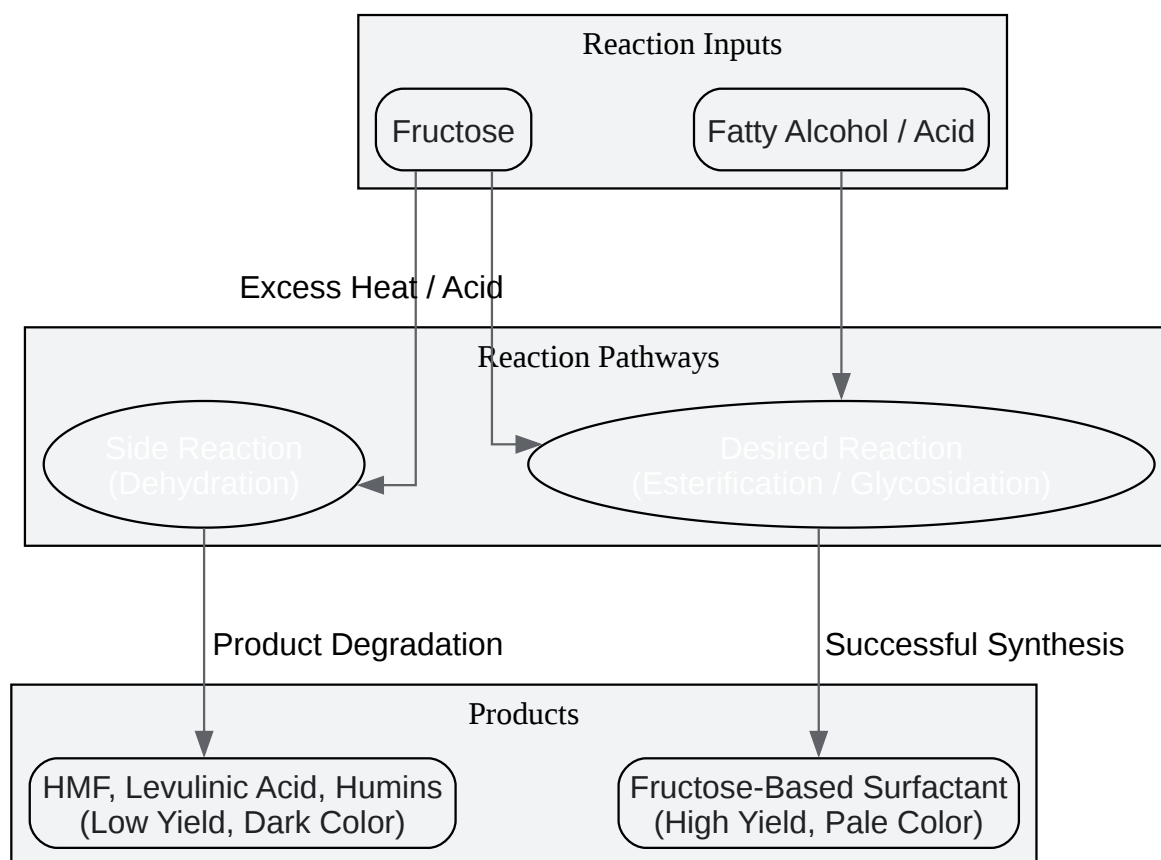 Reaction Inputs
Fructose
Fatty Alcohol / Acid
Excess Heat / Acid
Reaction Pathways
Side Reaction
(Dehydration)
Desired Reaction
(Esterification / Glycosidation)
Product Degradation
Successful Synthesis
Products
HMF, Levulinic Acid, Humins
(Low Yield, Dark Color)
Fructose-Based Surfactant
(High Yield, Pale Color)